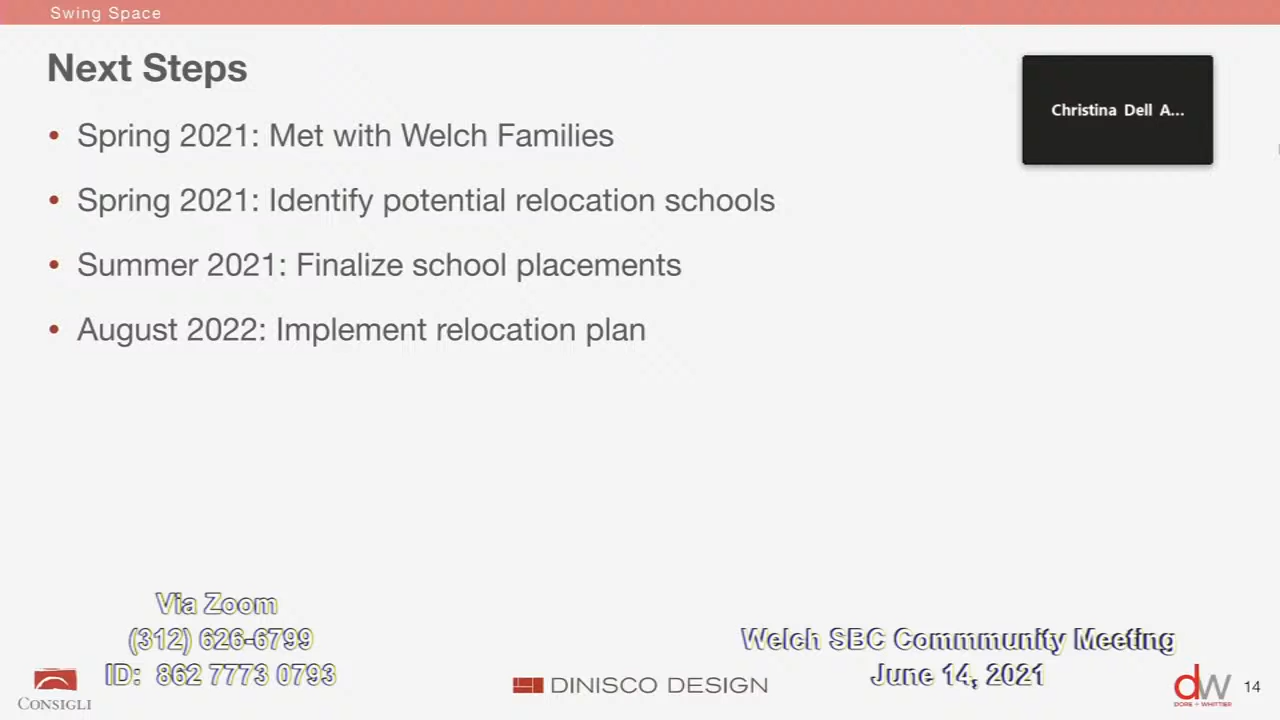 Swing Space
Next Steps
Christina Dell A...
• Spring 2021: Met with Welch Families
• Spring 2021: Identify potential relocation schools
• Summer 2021: Finalize school placements
• August 2022: Implement relocation plan
Via Zoom
(312) 626-6799
ID: 862 7773 0793
Welch SBC Commmunity Meeting
June 14, 2021
CONSIGLI
DINISCO DESIGN
dw
DORE + WHITTIER
14